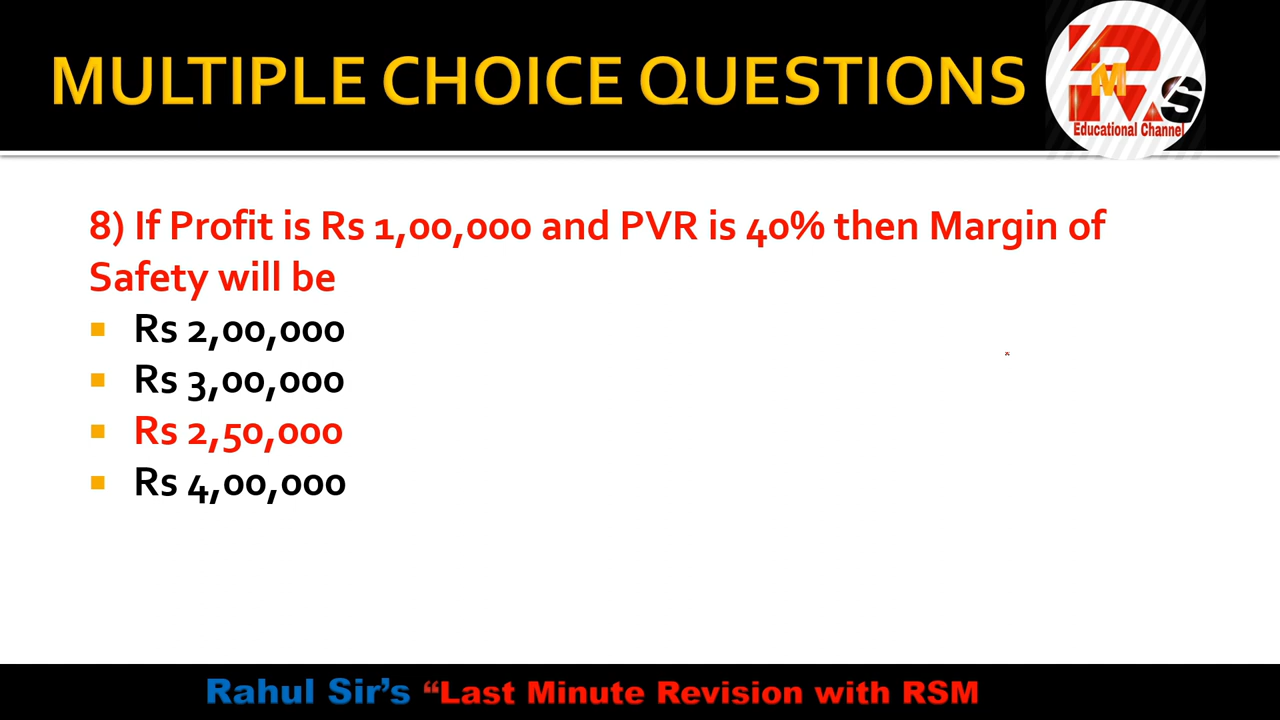 MULTIPLE CHOICE QUESTIONS
RMS
Educational Channel
8) If Profit is Rs 1,00,000 and PVR is 40% then Margin of
Safety will be
Rs 2,00,000
Rs 3,00,000
Rs 2,50,000
Rs 4,00,000
Rahul Sir’s “Last Minute Revision with RSM